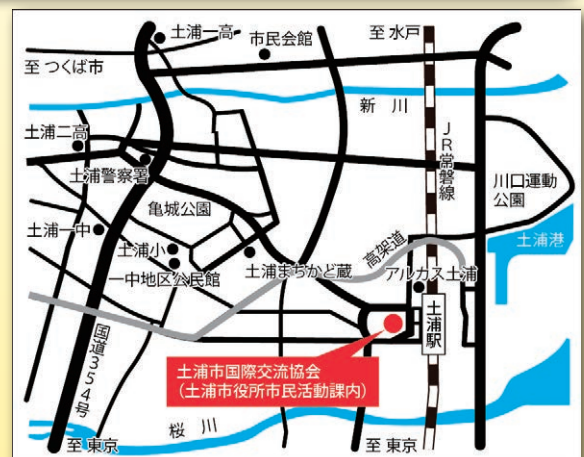 土浦一高
市民会館
至 水戸
至 つくば市
新川
JR常磐線
土浦二高
土浦警察署
川口運動
公園
亀城公園
土浦一中
土浦小
一中地区公民館
土浦まちかど蔵
高架道
アルカス土浦
土浦港
土浦駅
国道354号
土浦市国際交流協会
（土浦市役所市民活動課内）
桜川
至 東京
至 東京